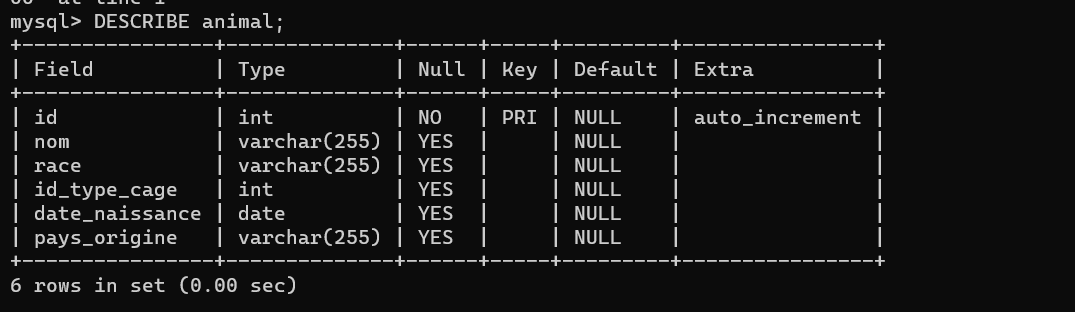 mysql> DESCRIBE animal;
+----------------+--------------+------+-----+---------+----------------+
| Field          | Type         | Null | Key | Default | Extra          |
+----------------+--------------+------+-----+---------+----------------+
| id             | int          | NO   | PRI | NULL    | auto_increment |
| nom            | varchar(255) | YES  |     | NULL    |                |
| race           | varchar(255) | YES  |     | NULL    |                |
| id_type_cage   | int          | YES  |     | NULL    |                |
| date_naissance | date         | YES  |     | NULL    |                |
| pays_origine   | varchar(255) | YES  |     | NULL    |                |
+----------------+--------------+------+-----+---------+----------------+
6 rows in set (0.00 sec)